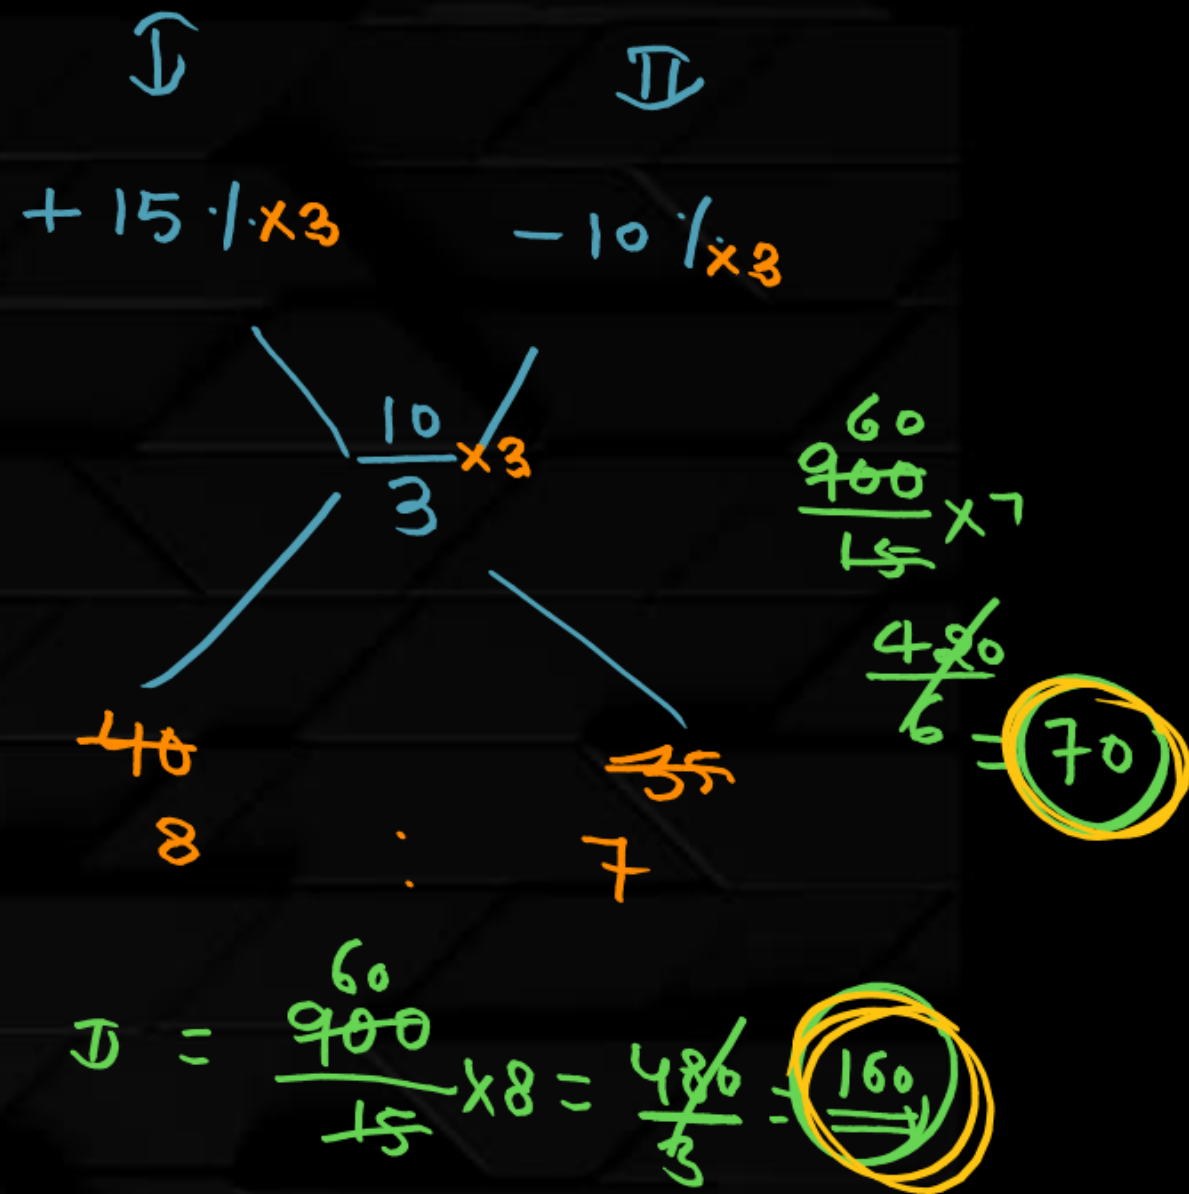 I II
+ 15 %. ×3 - 10 % ×3
10/3 ×3
60
900/15 × 7
420/6 = 70
40 35
8 : 7
60
I = 900/15 ×8 = 480/3 = 160